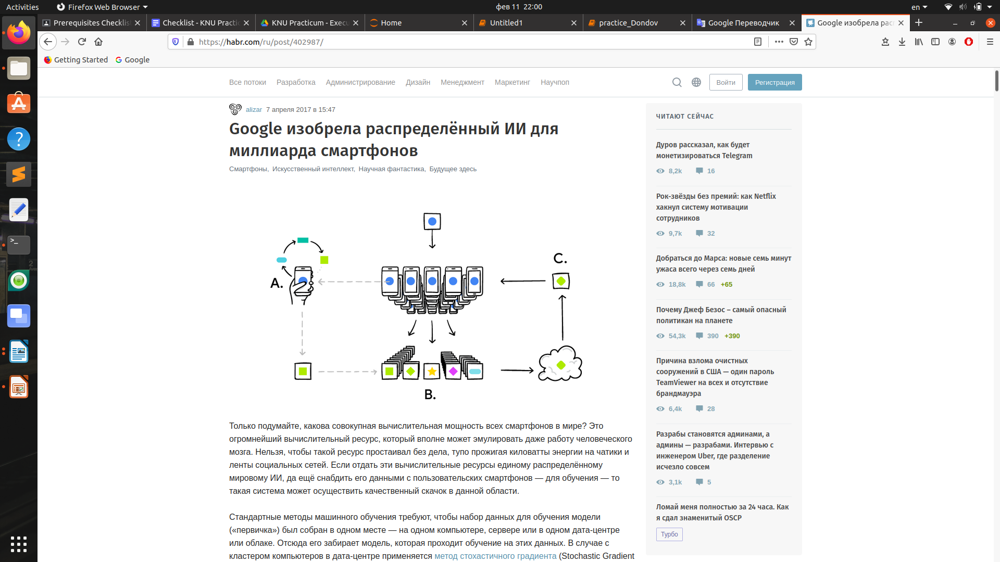 Activities
Firefox Web Browser
фев 11 22:00
en
Prerequisites Checklis
Checklist - KNU Practic
KNU Practicum - Execu
Home
Untitled1
practice_Dondov
Google Переводчик
Google изобрела рас
https://habr.com/ru/post/402987/
Getting Started
Google
Все потоки
Разработка
Администрирование
Дизайн
Менеджмент
Маркетинг
Научпоп
Войти
Регистрация
alizar 7 апреля 2017 в 15:47
Google изобрела распределённый ИИ для
миллиарда смартфонов
Смартфоны, Искусственный интеллект, Научная фантастика, Будущее здесь
A.
B.
C.
Только подумайте, какова совокупная вычислительная мощность всех смартфонов в мире? Это
огромнейший вычислительный ресурс, который вполне может эмулировать даже работу человеческого
мозга. Нельзя, чтобы такой ресурс простаивал без дела, тупо прожигая киловатты энергии на чатики и
ленты социальных сетей. Если отдать эти вычислительные ресурсы единому распределённому
мировому ИИ, да ещё снабдить его данными с пользовательских смартфонов — для обучения — то
такая система может осуществить качественный скачок в данной области.
Стандартные методы машинного обучения требуют, чтобы набор данных для обучения модели
(«первичка») был собран в одном месте — на одном компьютере, сервере или в одном дата-центре
или облаке. Отсюда его забирает модель, которая проходит обучение на этих данных. В случае с
кластером компьютеров в дата-центре применяется метод стохастичного градиента (Stochastic Gradient
ЧИТАЮТ СЕЙЧАС
Дуров рассказал, как будет
монетизироваться Telegram
8,2k 16
Рок-звёзды без премий: как Netflix
хакнул систему мотивации
сотрудников
9,7k 32
Добраться до Марса: новые семь минут
ужаса всего через семь дней
18,8k 66 +65
Почему Джеф Безос – самый опасный
политикан на планете
54,3k 390 +390
Причина взлома очистных
сооружений в США — один пароль
TeamViewer на всех и отсутствие
брандмауэра
6,4k 28
Разрабы становятся админами, а
админы — разрабами. Интервью с
инженером Uber, где разделение
исчезло совсем
3,1k 5
Ломай меня полностью за 24 часа. Как
я сдал знаменитый OSCP
Турбо